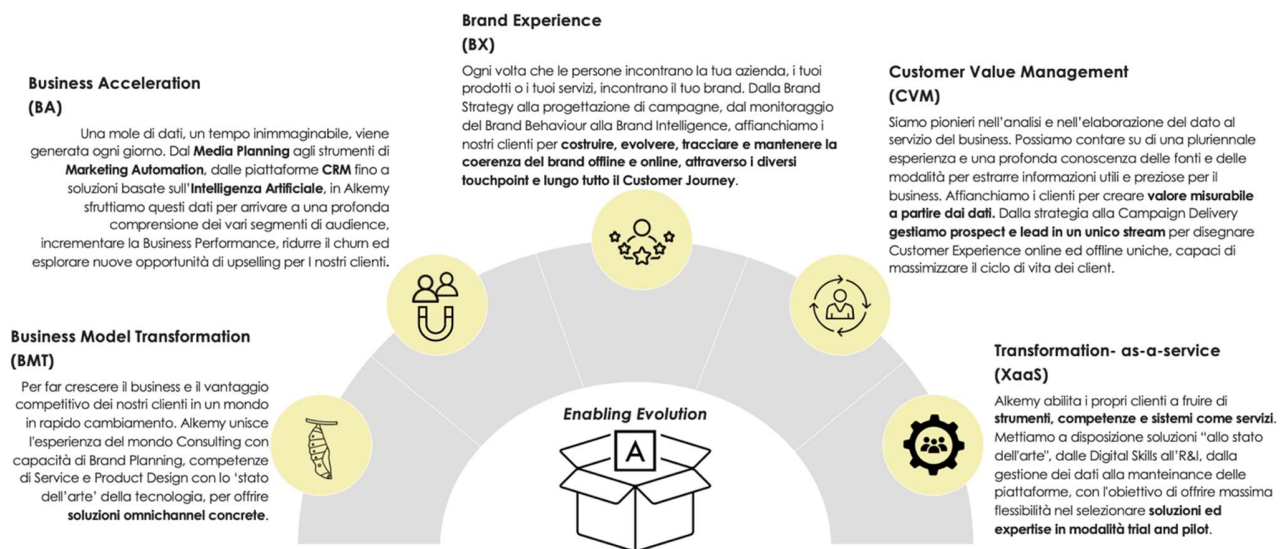 Brand Experience
(BX)
Ogni volta che le persone incontrano la tua azienda, i tuoi
prodotti o i tuoi servizi, incontrano il tuo brand. Dalla Brand
Strategy alla progettazione di campagne, dal monitoraggio
del Brand Behaviour alla Brand Intelligence, affianchiamo i
nostri clienti per costruire, evolvere, tracciare e mantenere la
coerenza del brand offline e online, attraverso i diversi
touchpoint e lungo tutto il Customer Journey.
Business Acceleration
(BA)
Una mole di dati, un tempo inimmaginabile, viene
generata ogni giorno. Dal Media Planning agli strumenti di
Marketing Automation, dalle piattaforme CRM fino a
soluzioni basate sull'Intelligenza Artificiale, in Alkemy
sfruttiamo questi dati per arrivare a una profonda
comprensione dei vari segmenti di audience,
incrementare la Business Performance, ridurre il churn ed
esplorare nuove opportunità di upselling per I nostri clienti.
Customer Value Management
(CVM)
Siamo pionieri nell'analisi e nell'elaborazione del dato al
servizio del business. Possiamo contare su di una pluriennale
esperienza e una profonda conoscenza delle fonti e delle
modalità per estrarre informazioni utili e preziose per il
business. Affianchiamo i clienti per creare valore misurabile
a partire dai dati. Dalla strategia alla Campaign Delivery
gestiamo prospect e lead in un unico stream per disegnare
Customer Experience online ed offline uniche, capaci di
massimizzare il ciclo di vita dei client.
Business Model Transformation
(BMT)
Per far crescere il business e il vantaggio
competitivo dei nostri clienti in un mondo
in rapido cambiamento. Alkemy unisce
l'esperienza del mondo Consulting con
capacità di Brand Planning, competenze
di Service e Product Design con lo 'stato
dell'arte' della tecnologia, per offrire
soluzioni omnichannel concrete.
Transformation- as-a-service
(XaaS)
Alkemy abilita i propri clienti a fruire di
strumenti, competenze e sistemi come servizi.
Mettiamo a disposizione soluzioni "allo stato
dell'arte", dalle Digital Skills all'R&I, dalla
gestione dei dati alla manteinance delle
piattaforme, con l'obiettivo di offrire massima
flessibilità nel selezionare soluzioni ed
expertise in modalità trial and pilot.
Enabling Evolution
A